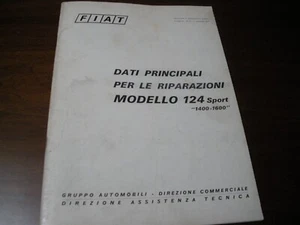 FIAT
DATI PRINCIPALI
PER LE RIPARAZIONI
MODELLO 124 Sport
"1400-1600"
GRUPPO AUTOMOBILI - DIREZIONE COMMERCIALE
DIREZIONE ASSISTENZA TECNICA